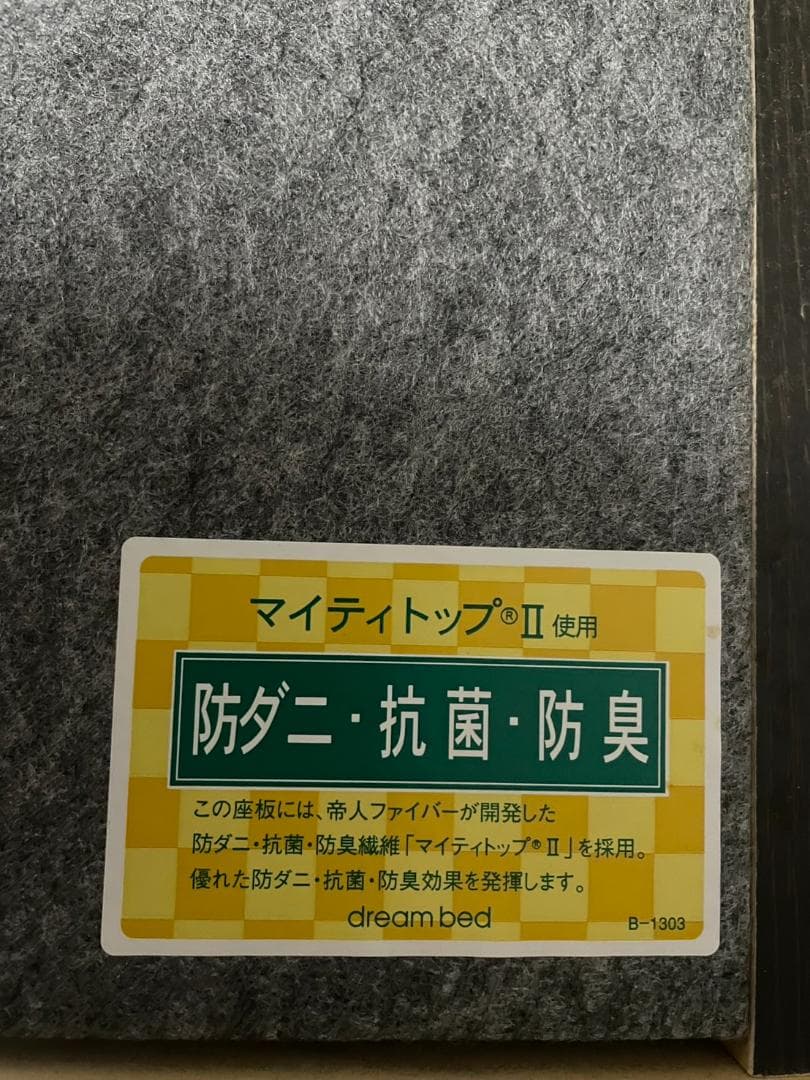 マイティトップ®Ⅱ 使用
防ダニ・抗菌・防臭
この座板には、帝人ファイバーが開発した
防ダニ・抗菌・防臭繊維「マイティトップ®Ⅱ」を採用。
優れた防ダニ・抗菌・防臭効果を発揮します。
dream bed
B-1303